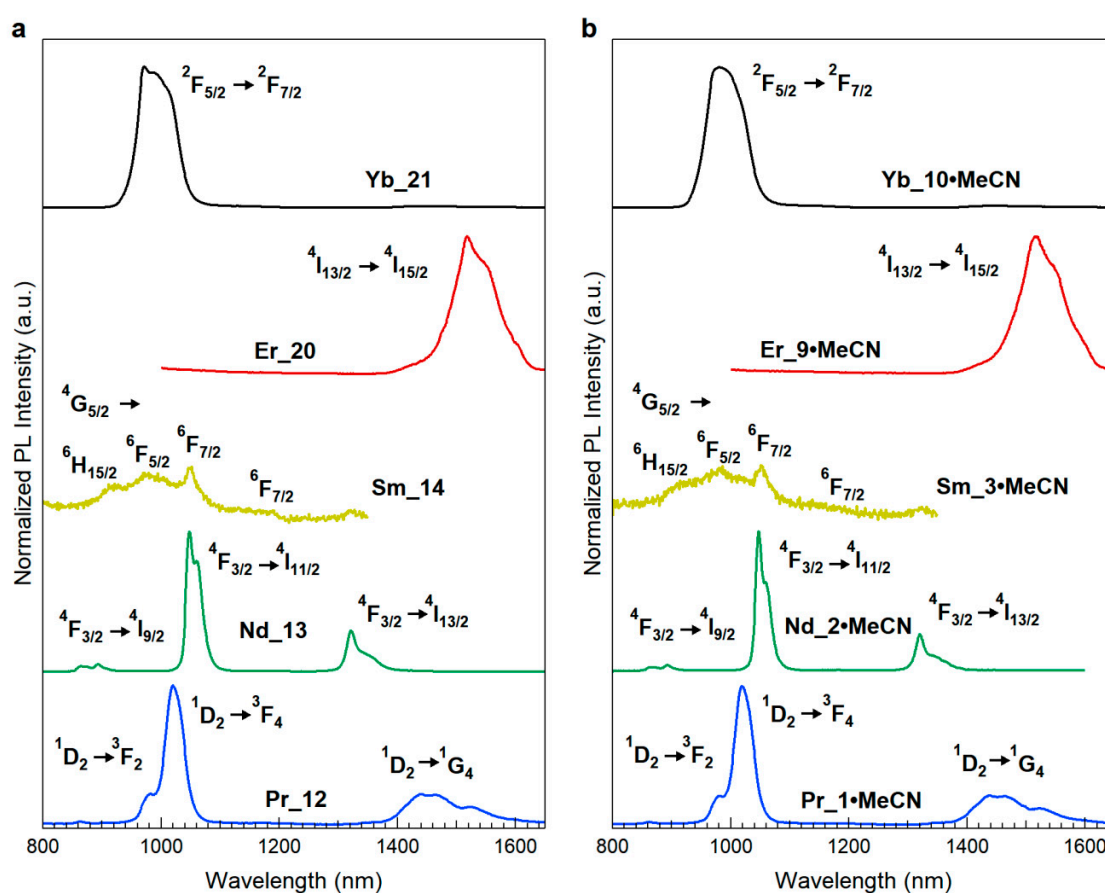 a
Normalized PL Intensity (a.u.)
²F₅/₂ → ²F₇/₂
Yb_21
⁴I₁₃/₂ → ⁴I₁₅/₂
Er_20
⁴G₅/₂ →
⁶H₁₅/₂ ⁶F₅/₂ ⁶F₇/₂
⁶F₇/₂
Sm_14
⁴F₃/₂ → ⁴I₁₁/₂
⁴F₃/₂ → ⁴I₉/₂
⁴F₃/₂ → ⁴I₁₃/₂
Nd_13
¹D₂ → ³F₄
¹D₂ → ³F₂
¹D₂ → ¹G₄
Pr_12
800 1000 1200 1400 1600
Wavelength (nm)
b
Normalized PL Intensity (a.u.)
²F₅/₂ → ²F₇/₂
Yb_10•MeCN
⁴I₁₃/₂ → ⁴I₁₅/₂
Er_9•MeCN
⁴G₅/₂ →
⁶H₁₅/₂ ⁶F₅/₂ ⁶F₇/₂
⁶F₇/₂
Sm_3•MeCN
⁴F₃/₂ → ⁴I₁₁/₂
⁴F₃/₂ → ⁴I₉/₂
⁴F₃/₂ → ⁴I₁₃/₂
Nd_2•MeCN
¹D₂ → ³F₄
¹D₂ → ³F₂
¹D₂ → ¹G₄
Pr_1•MeCN
800 1000 1200 1400 1600
Wavelength (nm)